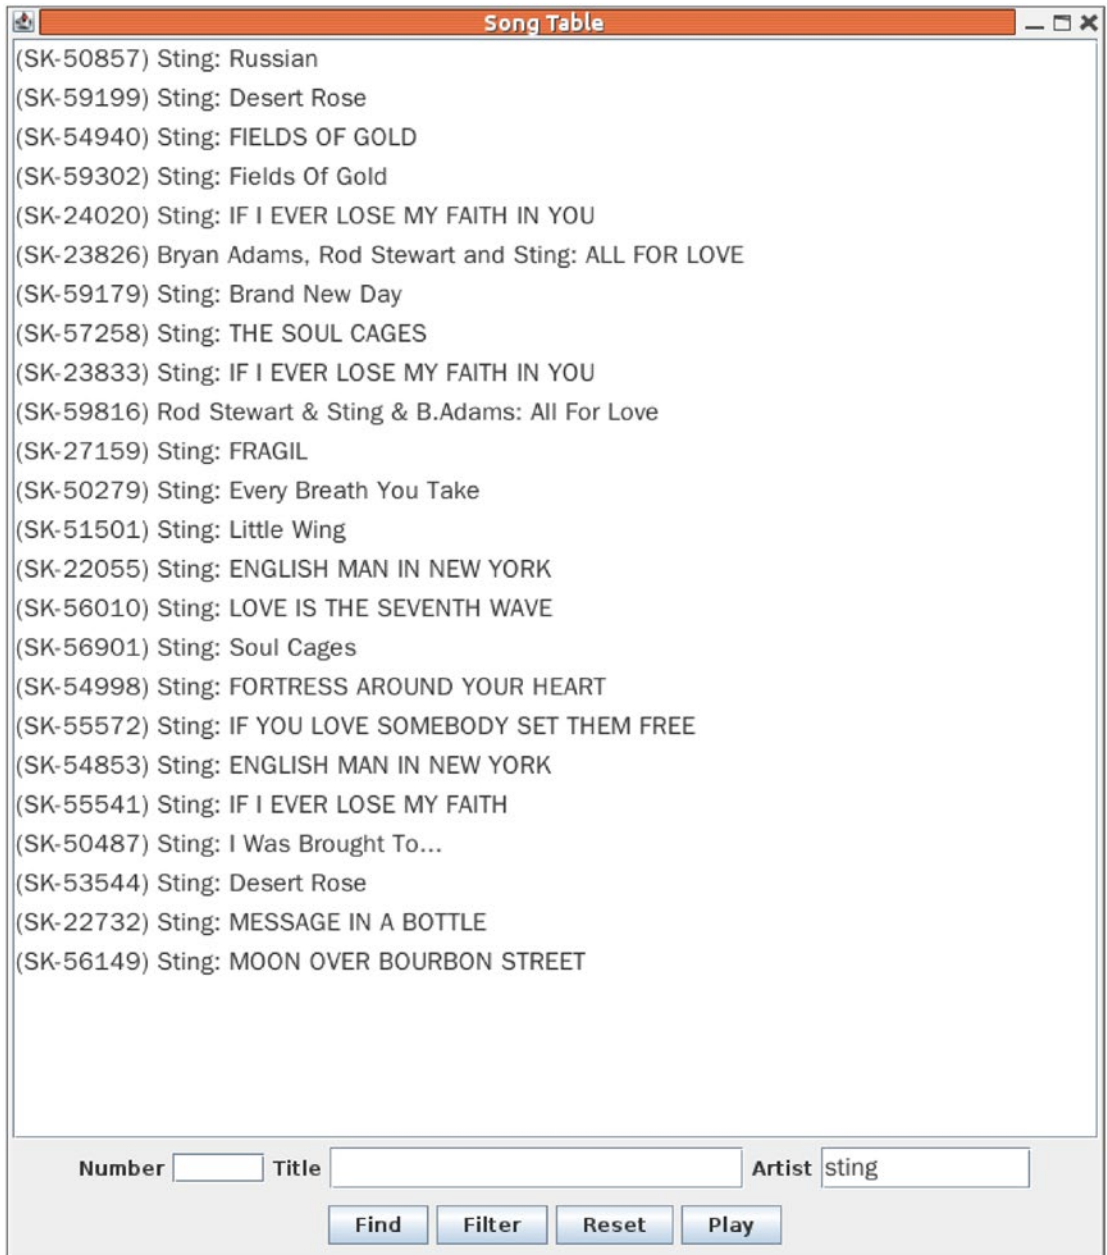 Song Table
(SK-50857) Sting: Russian
(SK-59199) Sting: Desert Rose
(SK-54940) Sting: FIELDS OF GOLD
(SK-59302) Sting: Fields Of Gold
(SK-24020) Sting: IF I EVER LOSE MY FAITH IN YOU
(SK-23826) Bryan Adams, Rod Stewart and Sting: ALL FOR LOVE
(SK-59179) Sting: Brand New Day
(SK-57258) Sting: THE SOUL CAGES
(SK-23833) Sting: IF I EVER LOSE MY FAITH IN YOU
(SK-59816) Rod Stewart & Sting & B.Adams: All For Love
(SK-27159) Sting: FRAGIL
(SK-50279) Sting: Every Breath You Take
(SK-51501) Sting: Little Wing
(SK-22055) Sting: ENGLISH MAN IN NEW YORK
(SK-56010) Sting: LOVE IS THE SEVENTH WAVE
(SK-56901) Sting: Soul Cages
(SK-54998) Sting: FORTRESS AROUND YOUR HEART
(SK-55572) Sting: IF YOU LOVE SOMEBODY SET THEM FREE
(SK-54853) Sting: ENGLISH MAN IN NEW YORK
(SK-55541) Sting: IF I EVER LOSE MY FAITH
(SK-50487) Sting: I Was Brought To...
(SK-53544) Sting: Desert Rose
(SK-22732) Sting: MESSAGE IN A BOTTLE
(SK-56149) Sting: MOON OVER BOURBON STREET
Number Title Artist sting
Find Filter Reset Play